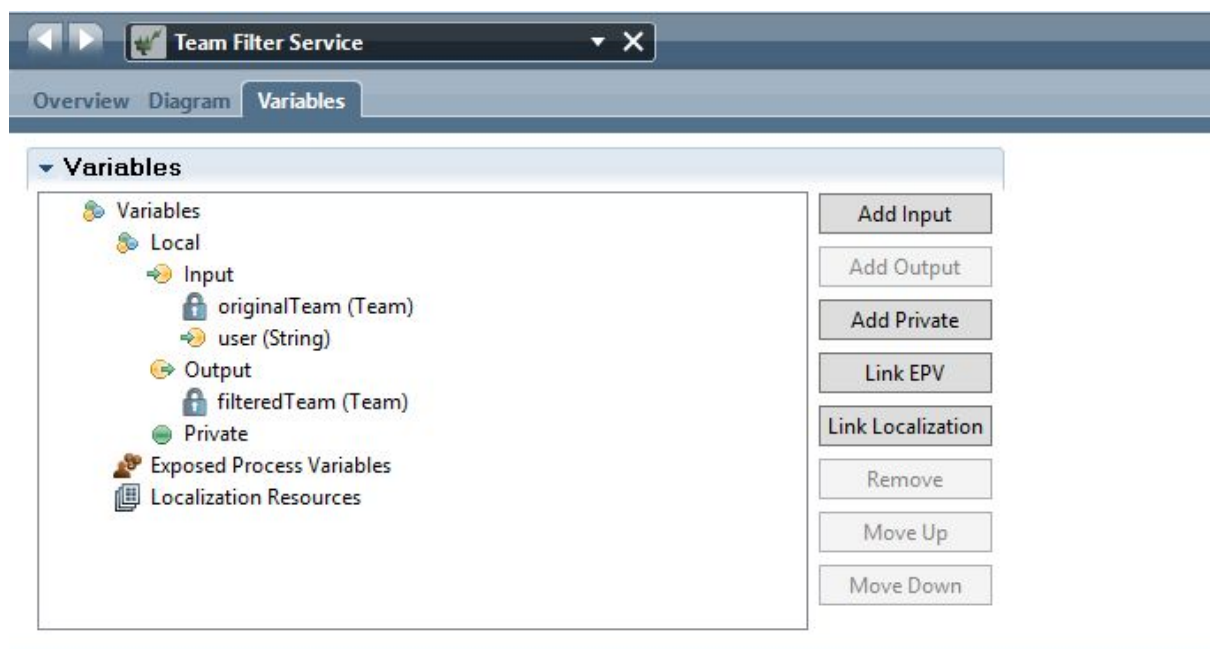 Team Filter Service
Overview Diagram Variables
Variables
Variables
Local
Input
originalTeam (Team)
user (String)
Output
filteredTeam (Team)
Private
Exposed Process Variables
Localization Resources
Add Input
Add Output
Add Private
Link EPV
Link Localization
Remove
Move Up
Move Down